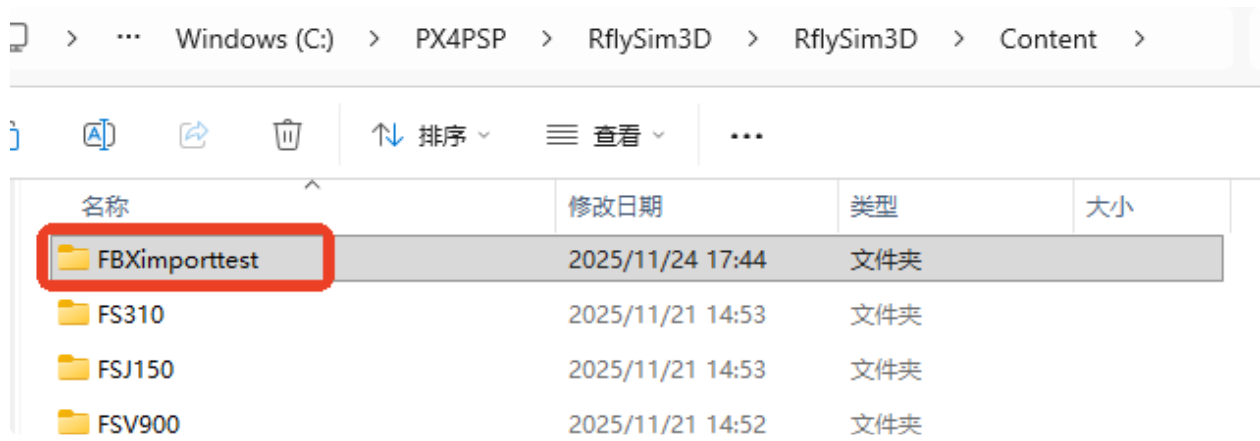 > ··· Windows (C:) > PX4PSP > RflySim3D > RflySim3D > Content >
排序 查看 ···
名称 修改日期 类型 大小
FBXimporttest 2025/11/24 17:44 文件夹
FS310 2025/11/21 14:53 文件夹
FSJ150 2025/11/21 14:53 文件夹
FSV900 2025/11/21 14:52 文件夹